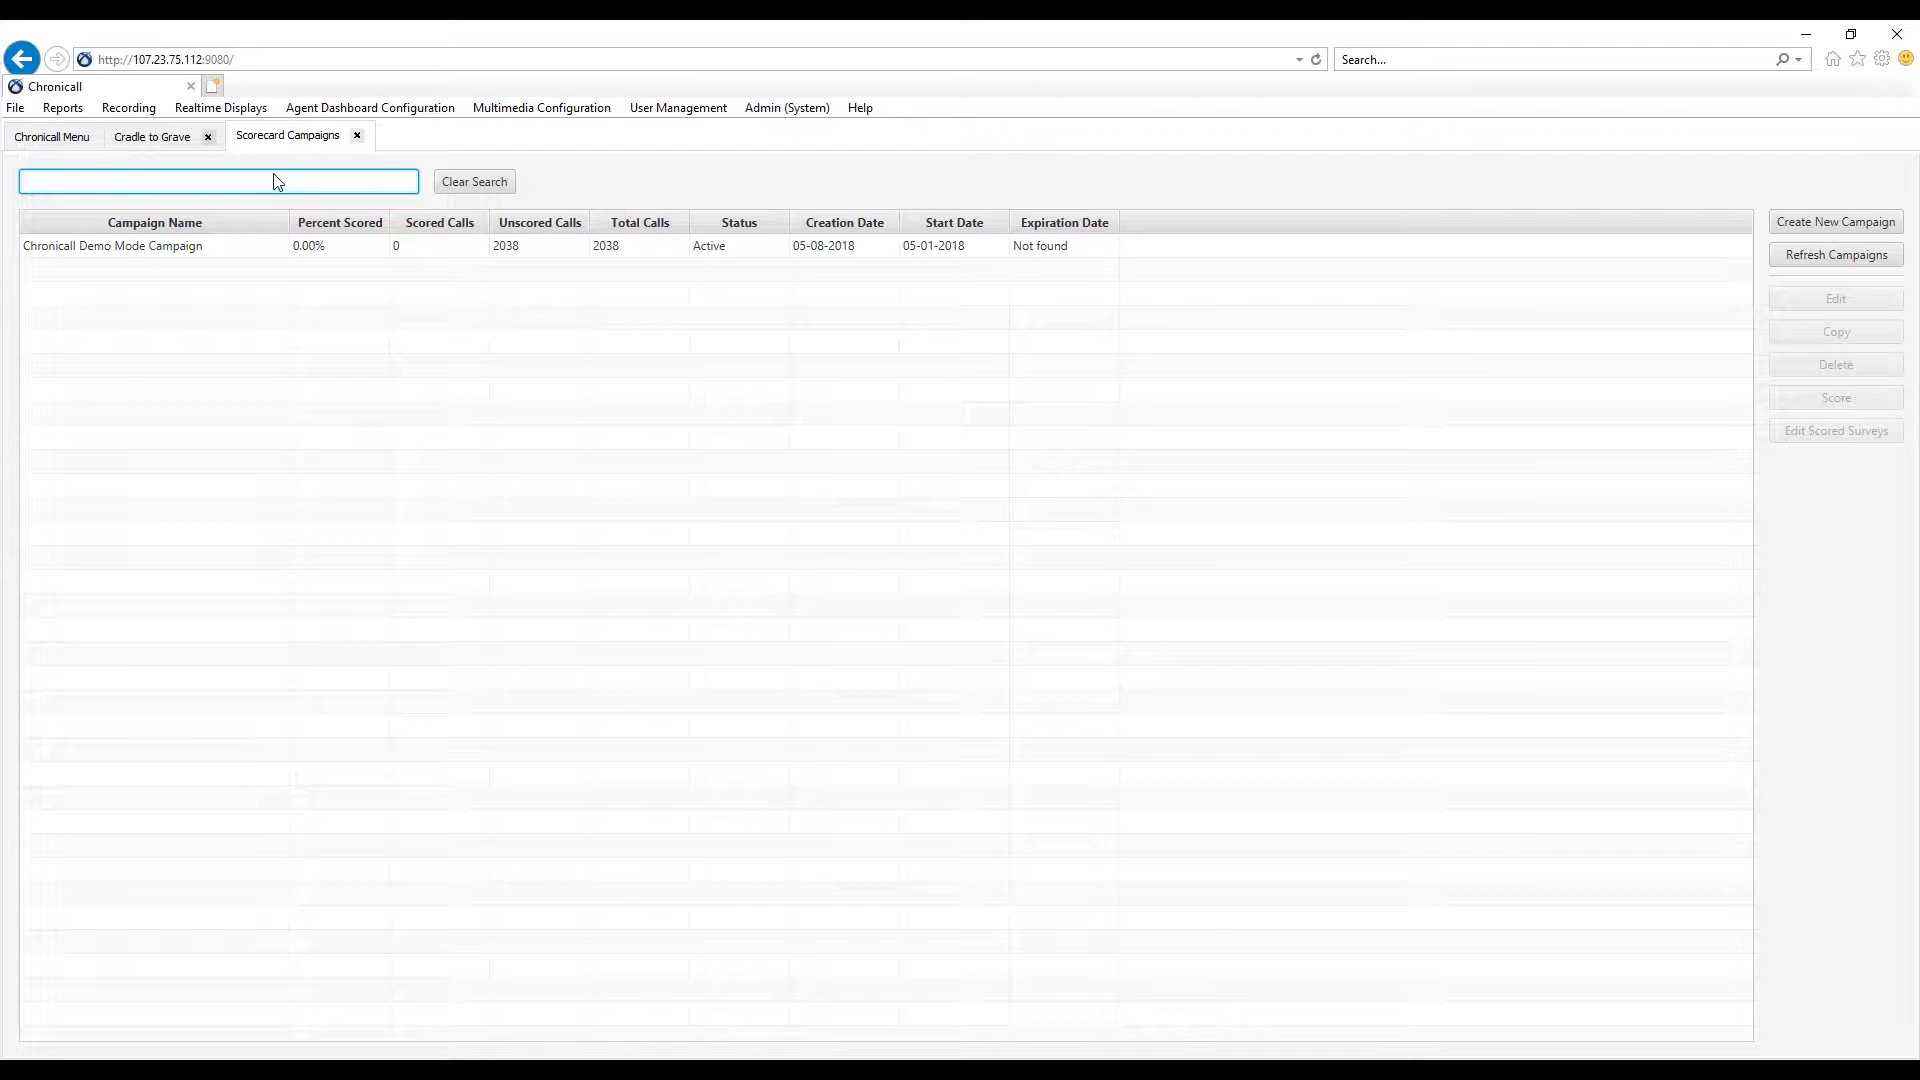 http://107.23.75.112:9080/
Search...
Chronicall
File Reports Recording Realtime Displays Agent Dashboard Configuration Multimedia Configuration User Management Admin (System) Help
Chronicall Menu Cradle to Grave Scorecard Campaigns
Clear Search
Campaign Name Percent Scored Scored Calls Unscored Calls Total Calls Status Creation Date Start Date Expiration Date
Chronicall Demo Mode Campaign 0.00% 0 2038 2038 Active 05-08-2018 05-01-2018 Not found
Create New Campaign
Refresh Campaigns
Edit
Copy
Delete
Score
Edit Scored Surveys